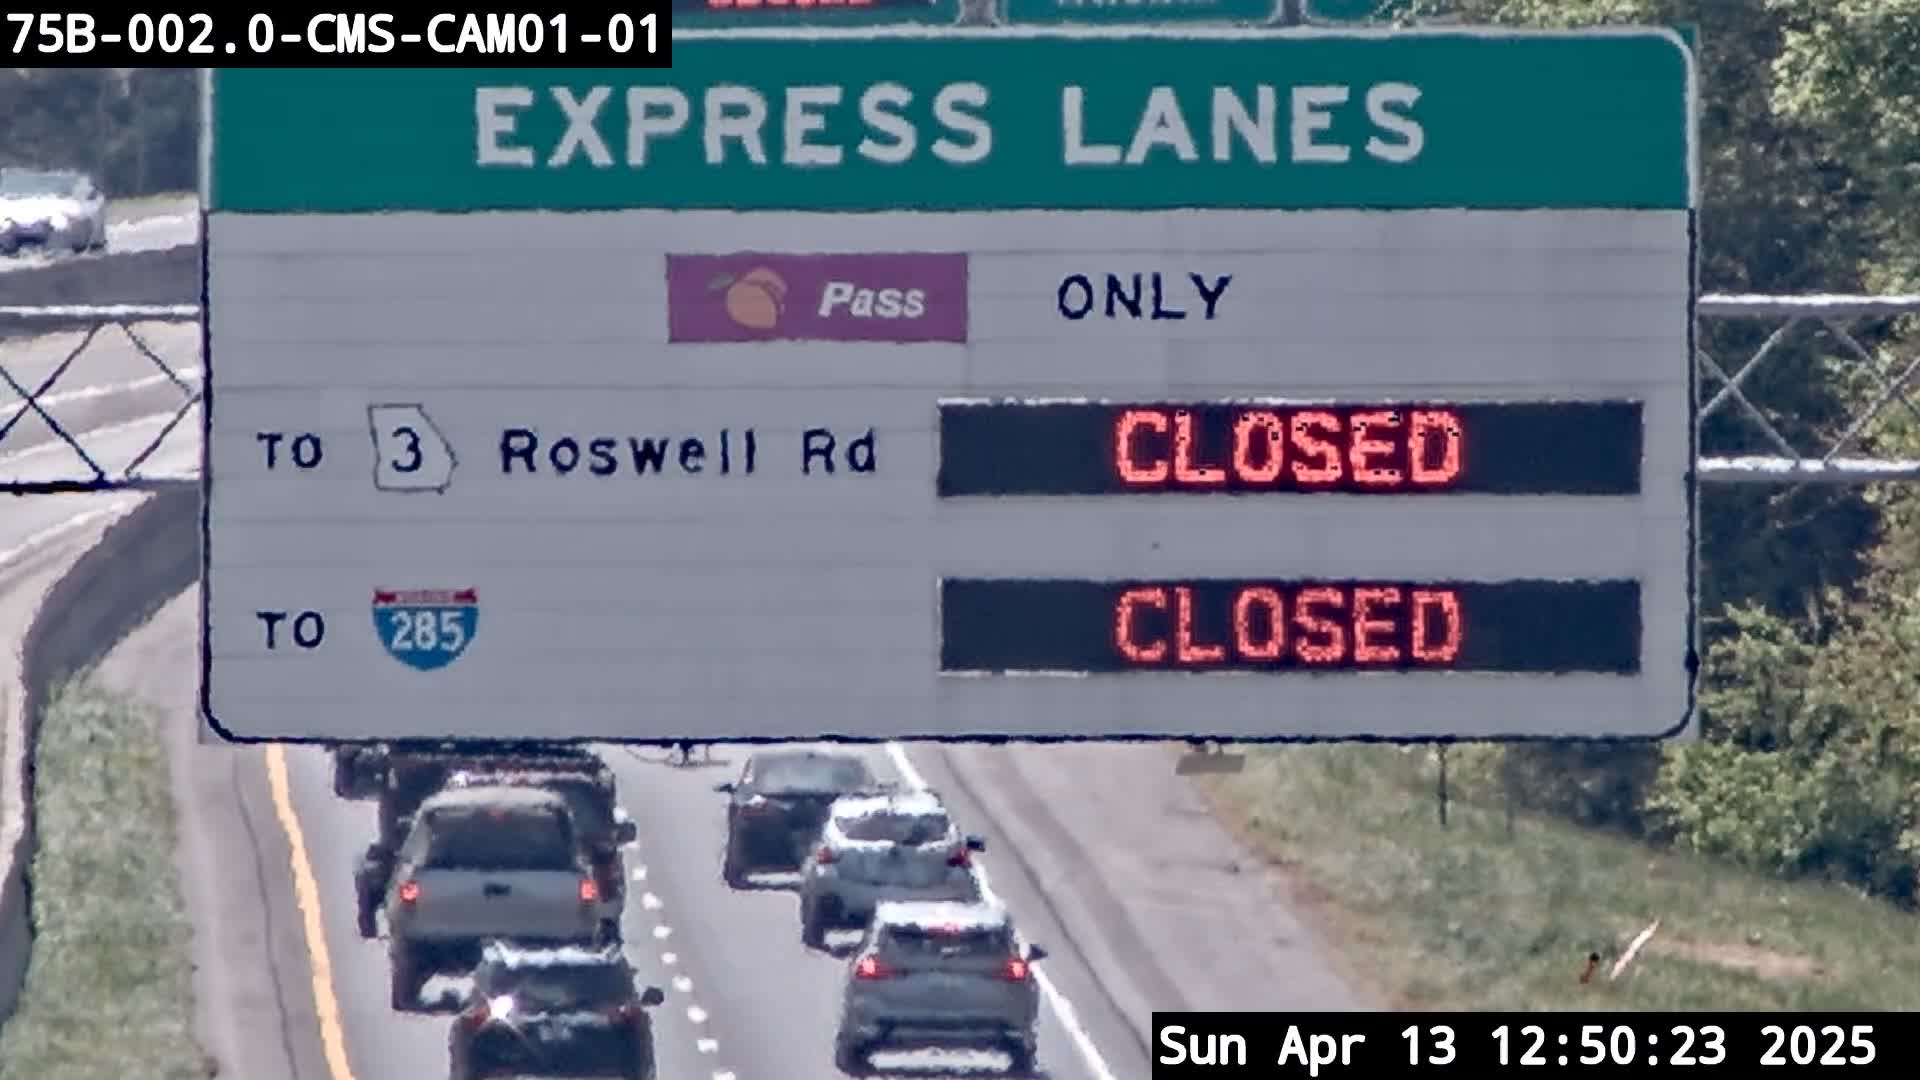 75B-002.0-CMS-CAM01-01
EXPRESS LANES
Pass ONLY
TO 3 Roswell Rd CLOSED
TO 285 CLOSED
Sun Apr 13 12:50:23 2025